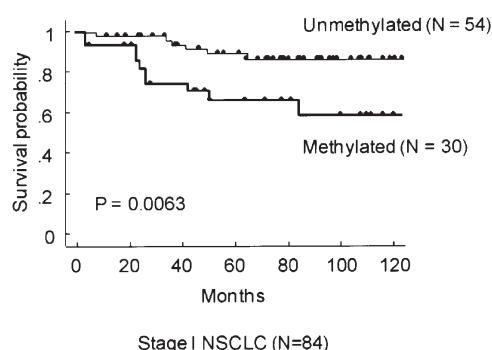 Unmethylated (N = 54)
1
.8
.6
.4
.2
0
Survival probability
Methylated (N = 30)
P = 0.0063
0 20 40 60 80 100 120
Months
Stage I NSCLC (N=84)